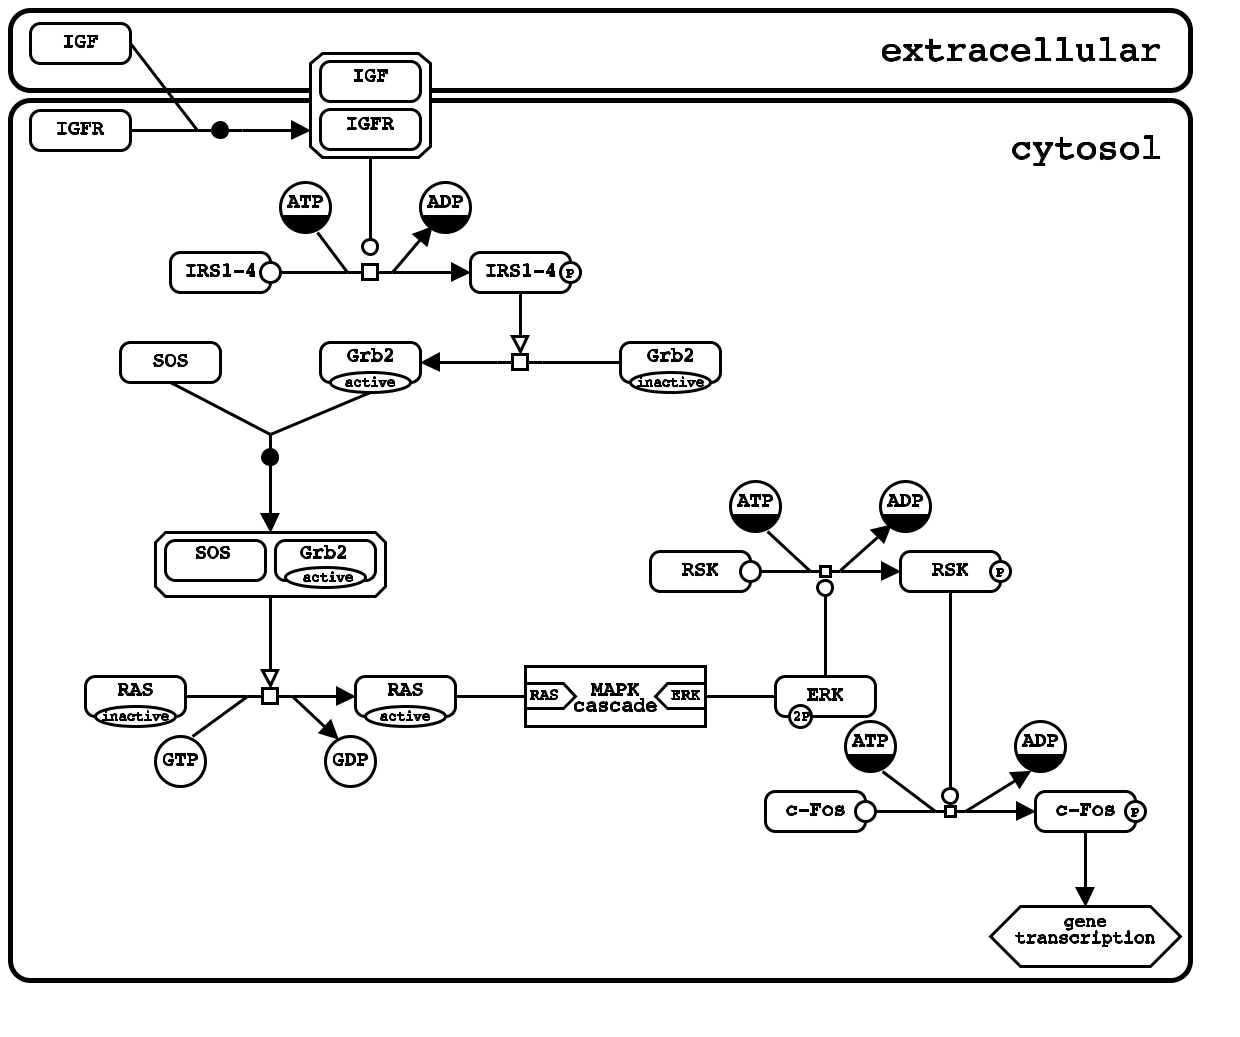 IGF
extracellular
IGF
IGFR
IGFR
cytosol
ATP
ADP
IRS1-4
IRS1-4
P
SOS
Grb2
active
Grb2
inactive
ATP
ADP
SOS
Grb2
active
RSK
RSK
P
RAS
inactive
RAS
active
RAS
MAPK
cascade
ERK
ERK
2P
GTP
GDP
ATP
ADP
c-Fos
c-Fos
P
gene
transcription